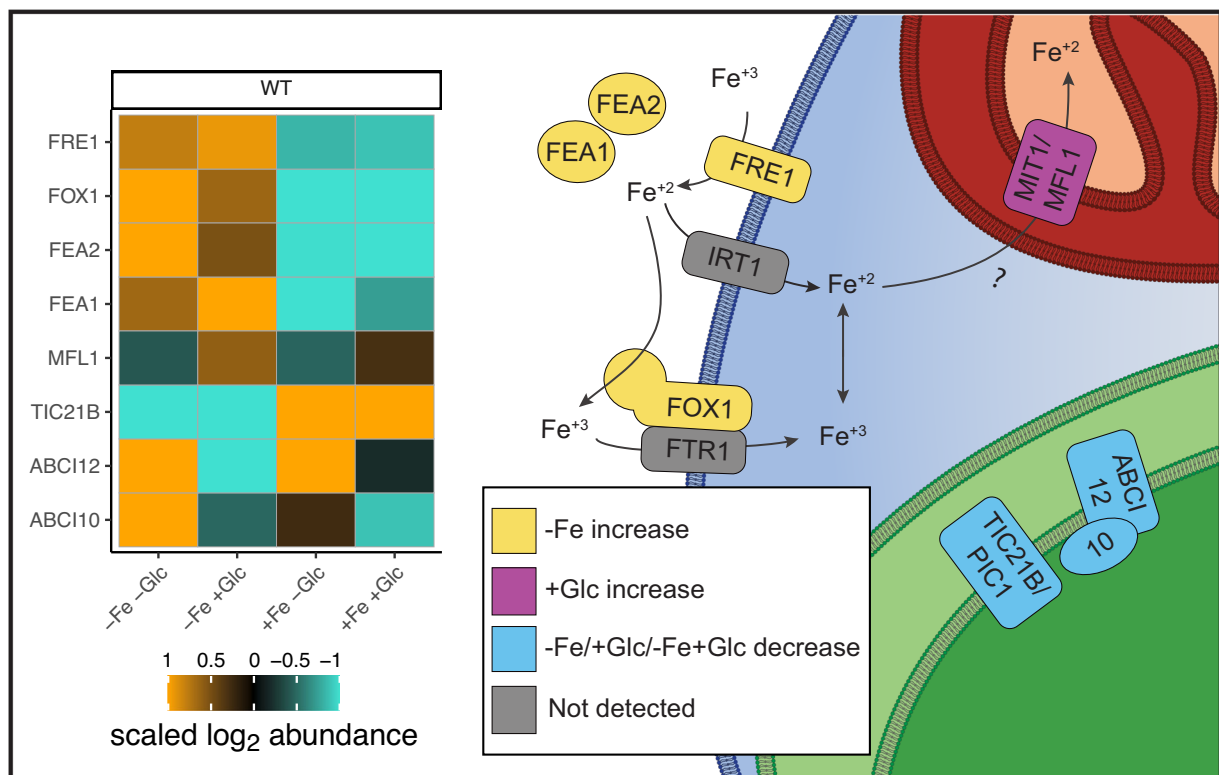 WT
FRE1
FOX1
FEA2
FEA1
MFL1
TIC21B
ABCI12
ABCI10
–Fe –Glc
–Fe +Glc
+Fe –Glc
+Fe +Glc
1 0.5 0 −0.5 −1
scaled log2 abundance
Fe+3
FEA2
FEA1
FRE1
Fe+2
IRT1
Fe+2
?
MIT1/
MFL1
Fe+2
FOX1
FTR1
Fe+3
Fe+3
TIC21B/
PIC1
ABCI
12
10
-Fe increase
+Glc increase
-Fe/+Glc/-Fe+Glc decrease
Not detected